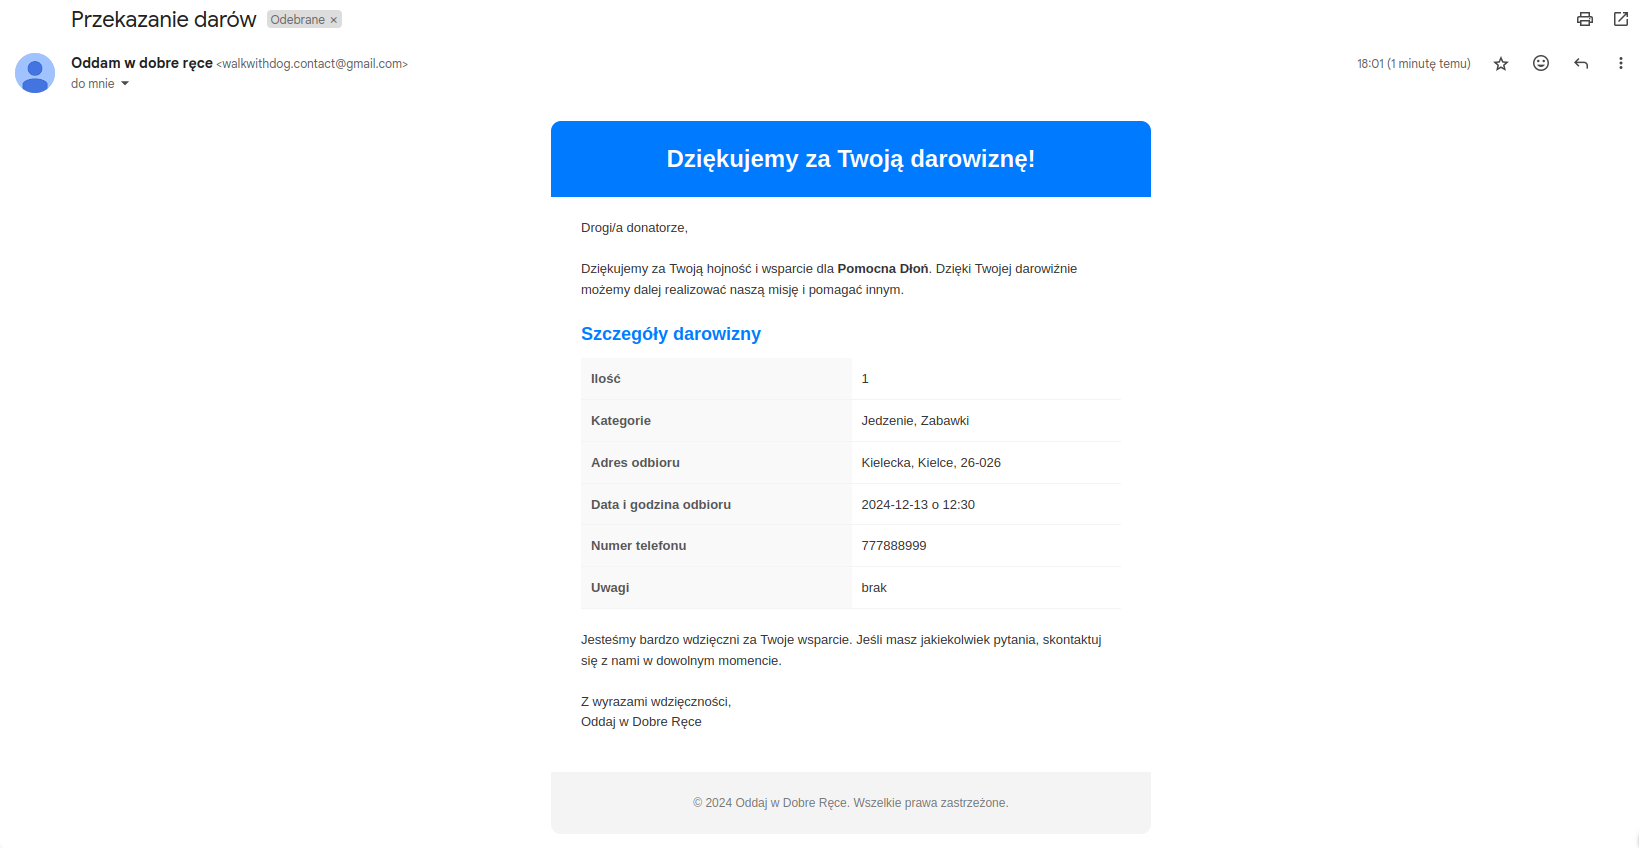 Przekazanie darów Odebrane ×
Oddam w dobre ręce <walkwithdog.contact@gmail.com> 18:01 (1 minutę temu)
do mnie
Dziękujemy za Twoją darowiznę!
Drogi/a donatorze,
Dziękujemy za Twoją hojność i wsparcie dla Pomocna Dłoń. Dzięki Twojej darowiźnie
możemy dalej realizować naszą misję i pomagać innym.
Szczegóły darowizny
Ilość 1
Kategorie Jedzenie, Zabawki
Adres odbioru Kielecka, Kielce, 26-026
Data i godzina odbioru 2024-12-13 o 12:30
Numer telefonu 777888999
Uwagi brak
Jesteśmy bardzo wdzięczni za Twoje wsparcie. Jeśli masz jakiekolwiek pytania, skontaktuj
się z nami w dowolnym momencie.
Z wyrazami wdzięczności,
Oddaj w Dobre Ręce
© 2024 Oddaj w Dobre Ręce. Wszelkie prawa zastrzeżone.